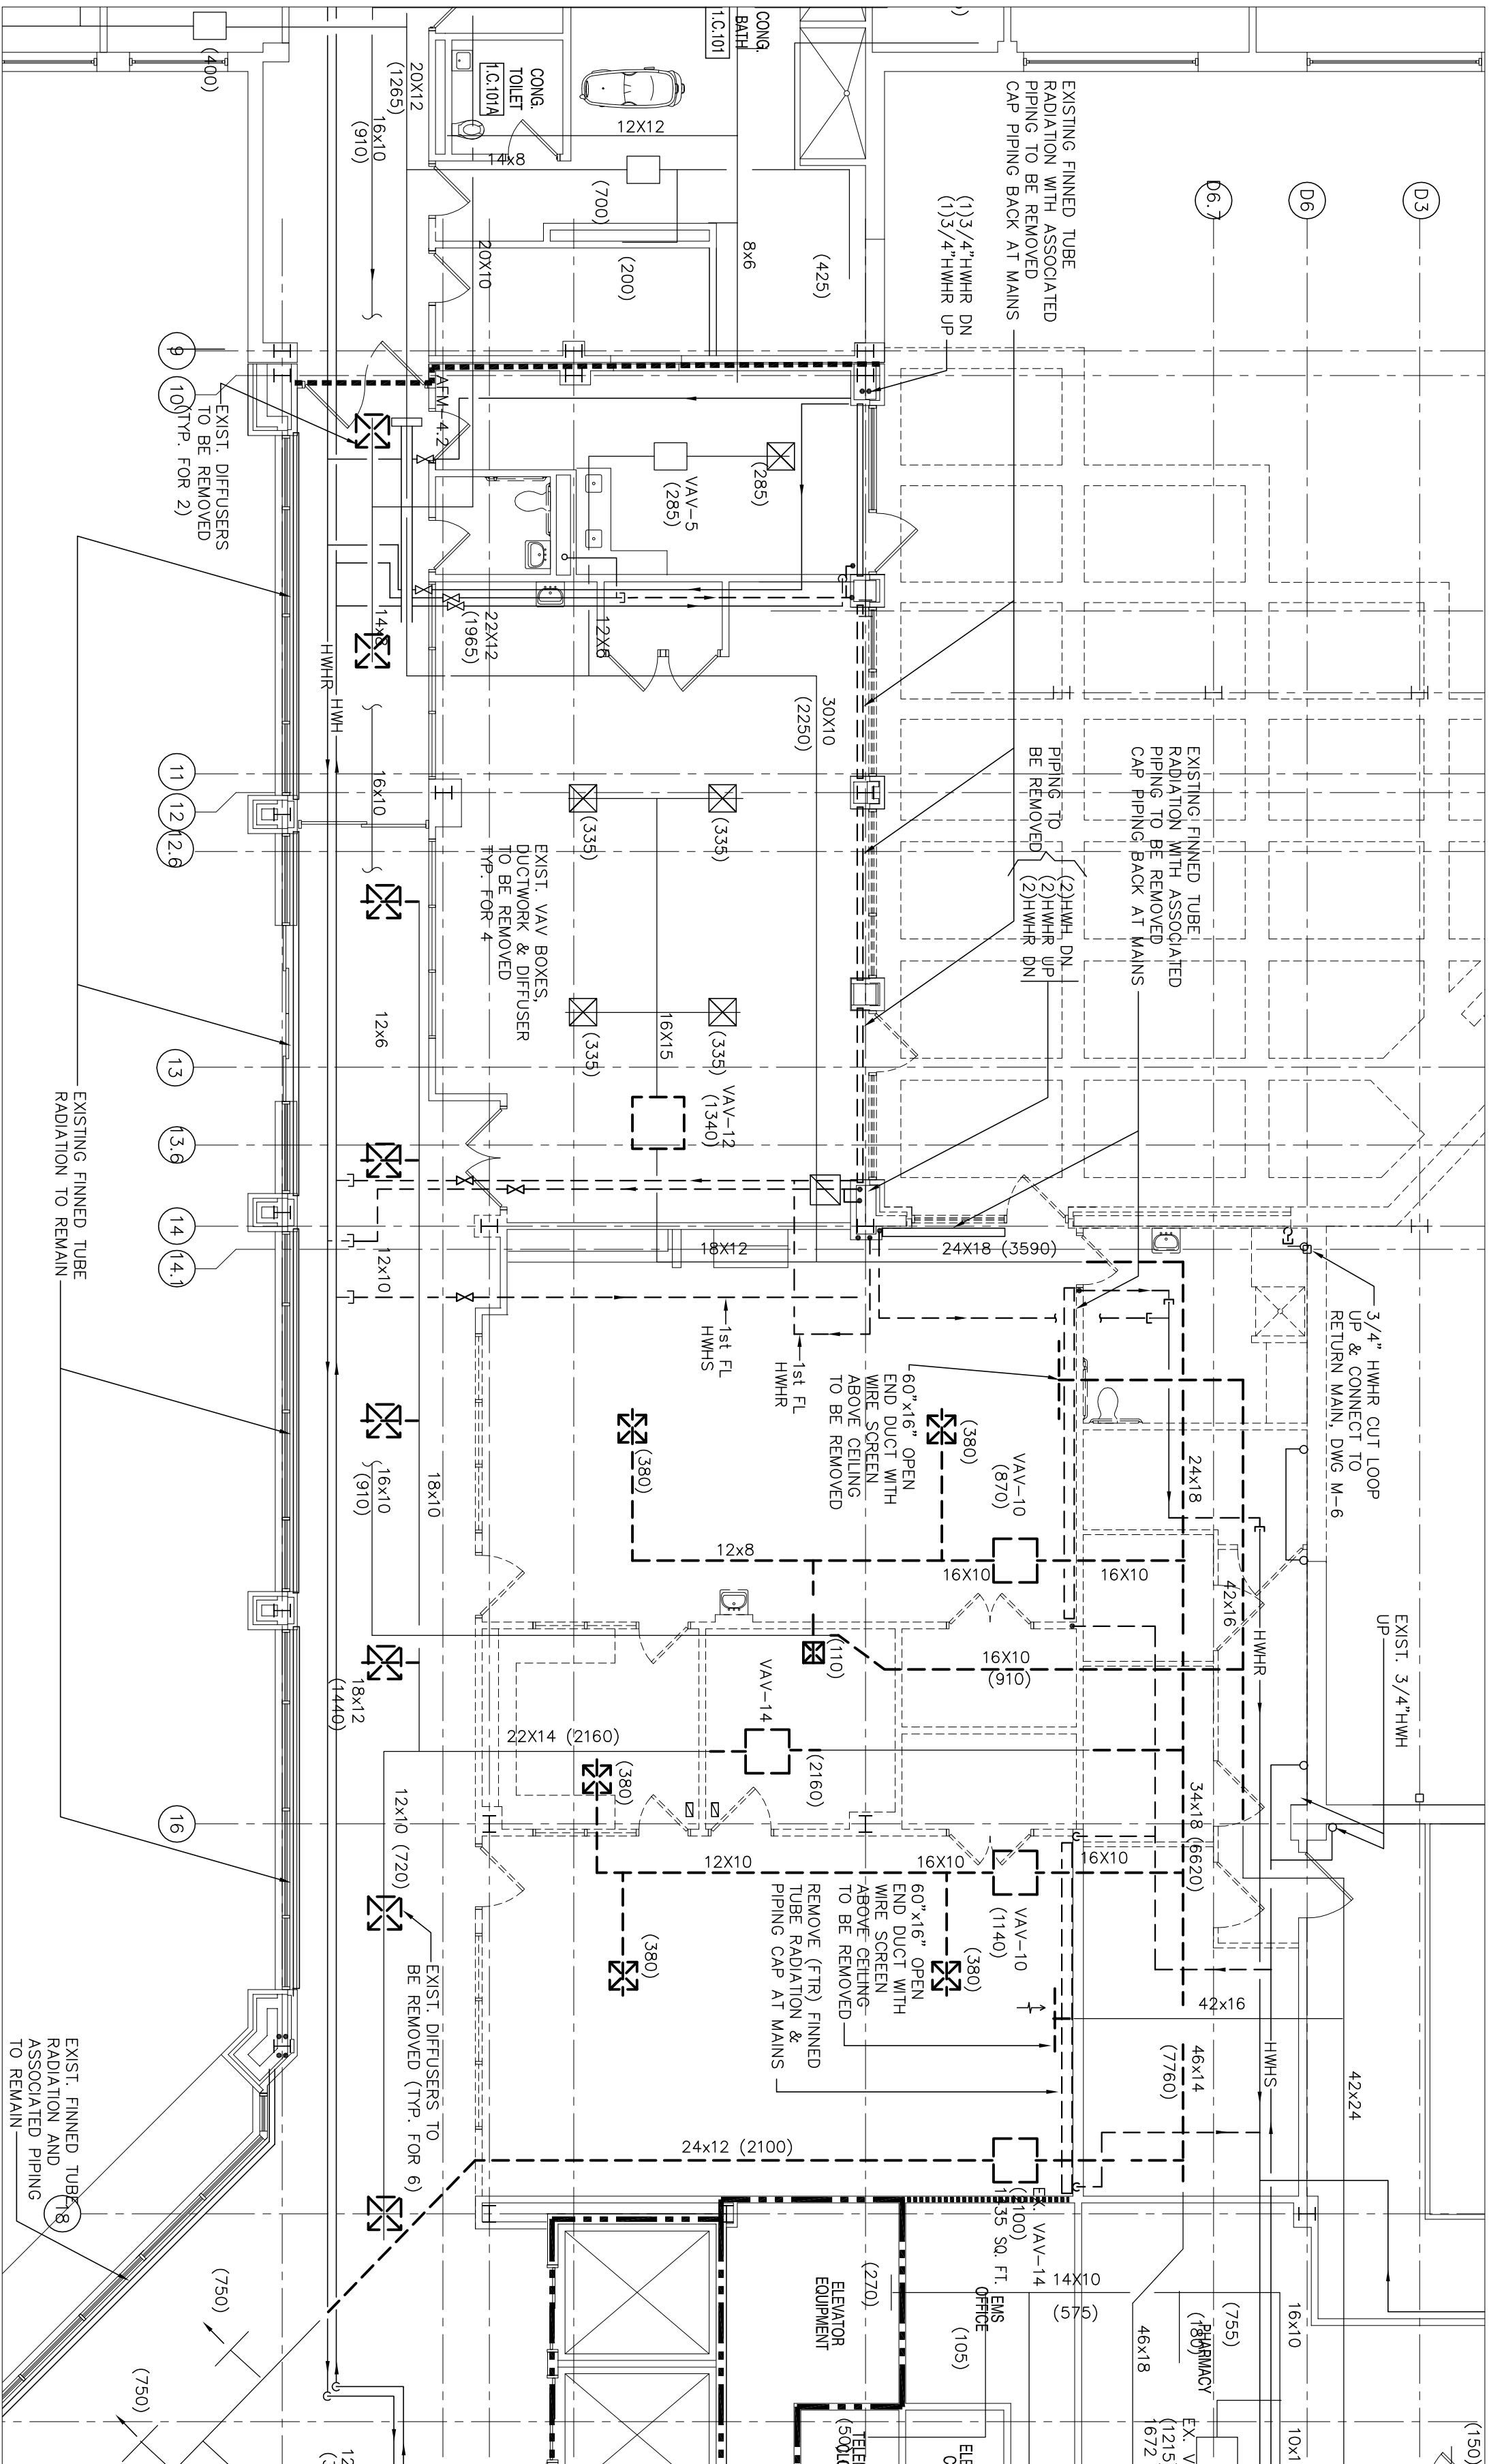 CONG.
BATH
1.C.101
CONG.
TOILET
1.C.101A
(400)
20X12
(1265)
16x10
(910)
12X12
14x8
(700)
20X10
(200)
8x6
(425)
EXISTING FINNED TUBE
RADIATION WITH ASSOCIATED
PIPING TO BE REMOVED
CAP PIPING BACK AT MAINS
(1)3/4"HWHR DN
(1)3/4"HWHR UP
D6.7
D6
D3
9
10
EXIST. DIFFUSERS
TO BE REMOVED
(TYP. FOR 2)
AFM-4.2
(285)
VAV-5
(285)
14x8
22X12
(1965)
12X6
30X10
(2250)
HWHR
HWH
11
12
12.6
16x10
(335)
(335)
(335)
(335)
EXIST. VAV BOXES,
DUCTWORK & DIFFUSER
TO BE REMOVED
TYP. FOR 4
16X15
VAV-12
(1340)
PIPING TO
BE REMOVED
(2)HWH DN
(2)HWHR UP
(2)HWHR DN
EXISTING FINNED TUBE
RADIATION WITH ASSOCIATED
PIPING TO BE REMOVED
CAP PIPING BACK AT MAINS
12x6
13
13.6
14
14.1
EXISTING FINNED TUBE
RADIATION TO REMAIN
12x10
18X12
24X18 (3590)
1st FL
HWHS
1st FL
HWHR
3/4" HWHR CUT LOOP
UP & CONNECT TO
RETURN MAIN, DWG M-6
60"x16" OPEN
END DUCT WITH
WIRE SCREEN
ABOVE CEILING
TO BE REMOVED
(380)
(380)
VAV-10
(870)
24x18
16x10
(910)
18x10
12x8
16X10
16X10
42x16
HWHR
EXIST. 3/4"HWH
UP
(110)
16X10
(910)
VAV-14
(2160)
18x12
(1440)
22X14 (2160)
(380)
34x18 (6620)
16
12x10 (720)
12X10
16X10
16X10
VAV-10
(1140)
60"x16" OPEN
END DUCT WITH
WIRE SCREEN
ABOVE CEILING
TO BE REMOVED
(380)
(380)
REMOVE (FTR) FINNED
TUBE RADIATION &
PIPING CAP AT MAINS
EXIST. DIFFUSERS TO
BE REMOVED (TYP. FOR 6)
42x16
HWHS
46x14
(7760)
42x24
24x12 (2100)
EXIST. FINNED TUBE
RADIATION AND
ASSOCIATED PIPING
TO REMAIN
18
EX. VAV-14
(2100)
SQ. FT.
EMS
OFFICE
14X10
(575)
(270)
ELEVATOR
EQUIPMENT
(105)
46x18
(755)
(180)
PHARMACY
16x10
(750)
(750)
EX.
(1215
1672
(150)